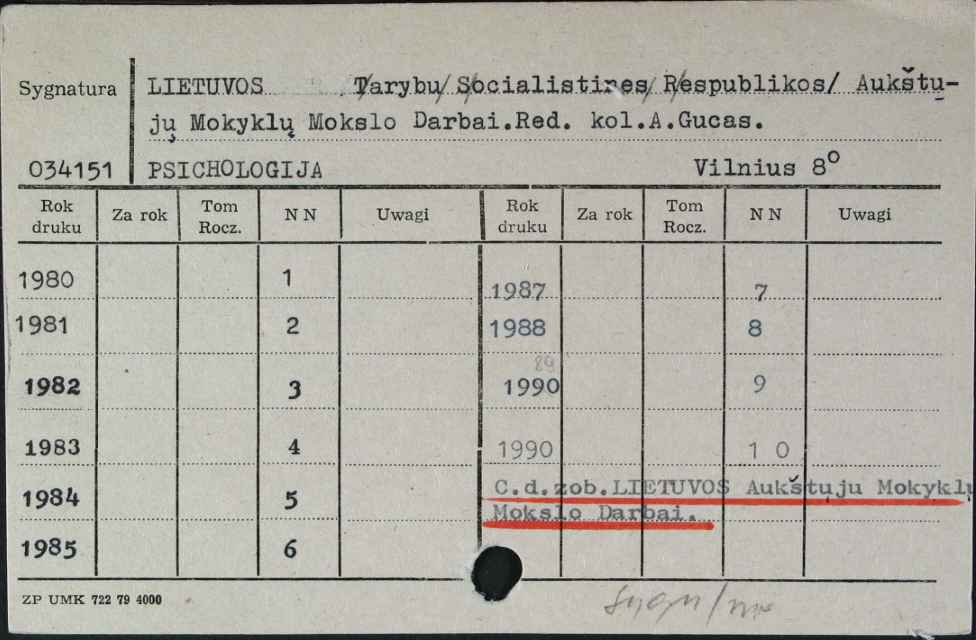 Sygnatura LIETUVOS /Tarybu/ /Socialistines/ /Respublikos/ Aukštų-
jų Mokyklų Mokslo Darbai.Red. kol.A.Gucas.
034151 PSICHOLOGIJA Vilnius 8°
Rok druku Za rok Tom Rocz. N N Uwagi Rok druku Za rok Tom Rocz. N N Uwagi
1980 1 1987 7
1981 2 1988 8
89
1982 3 1990 9
1983 4 1990 1 0
C.d.zob.LIETUVOS Aukštuju Mokyklų
1984 5
Mokslo Darbai.
1985 6
ZP UMK 722 79 4000